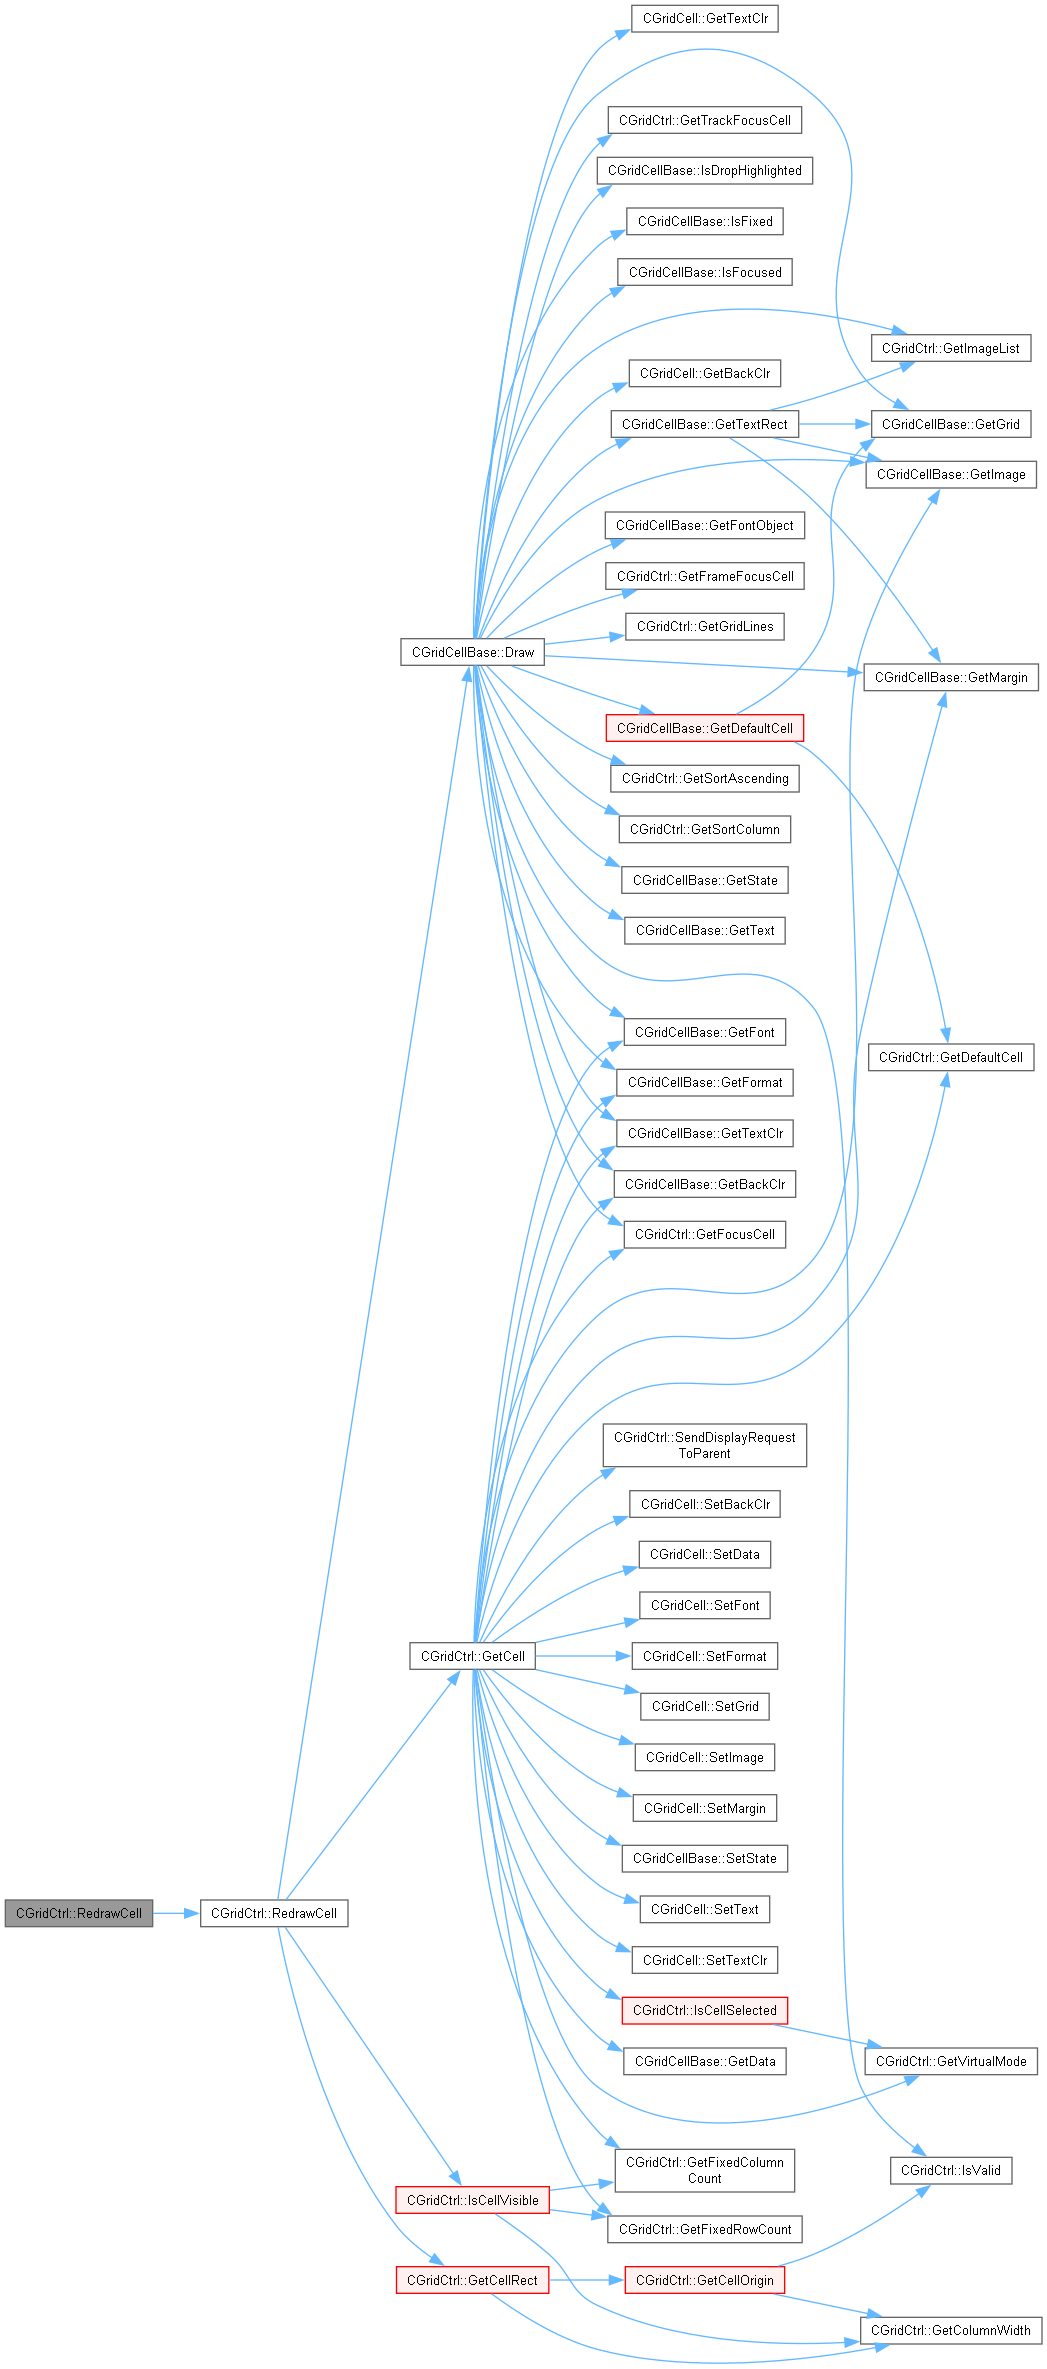 CGridCell::GetTextClr
CGridCtrl::GetTrackFocusCell
CGridCellBase::IsDropHighlighted
CGridCellBase::IsFixed
CGridCellBase::IsFocused
CGridCtrl::GetImageList
CGridCell::GetBackClr
CGridCellBase::GetTextRect
CGridCellBase::GetGrid
CGridCellBase::GetImage
CGridCellBase::GetFontObject
CGridCtrl::GetFrameFocusCell
CGridCtrl::GetGridLines
CGridCellBase::Draw
CGridCellBase::GetMargin
CGridCellBase::GetDefaultCell
CGridCtrl::GetSortAscending
CGridCtrl::GetSortColumn
CGridCellBase::GetState
CGridCellBase::GetText
CGridCellBase::GetFont
CGridCtrl::GetDefaultCell
CGridCellBase::GetFormat
CGridCellBase::GetTextClr
CGridCellBase::GetBackClr
CGridCtrl::GetFocusCell
CGridCtrl::SendDisplayRequest
ToParent
CGridCell::SetBackClr
CGridCell::SetData
CGridCell::SetFont
CGridCtrl::GetCell
CGridCell::SetFormat
CGridCell::SetGrid
CGridCell::SetImage
CGridCell::SetMargin
CGridCellBase::SetState
CGridCtrl::RedrawCell
CGridCtrl::RedrawCell
CGridCell::SetText
CGridCell::SetTextClr
CGridCtrl::IsCellSelected
CGridCellBase::GetData
CGridCtrl::GetVirtualMode
CGridCtrl::GetFixedColumn
Count
CGridCtrl::IsValid
CGridCtrl::IsCellVisible
CGridCtrl::GetFixedRowCount
CGridCtrl::GetCellRect
CGridCtrl::GetCellOrigin
CGridCtrl::GetColumnWidth